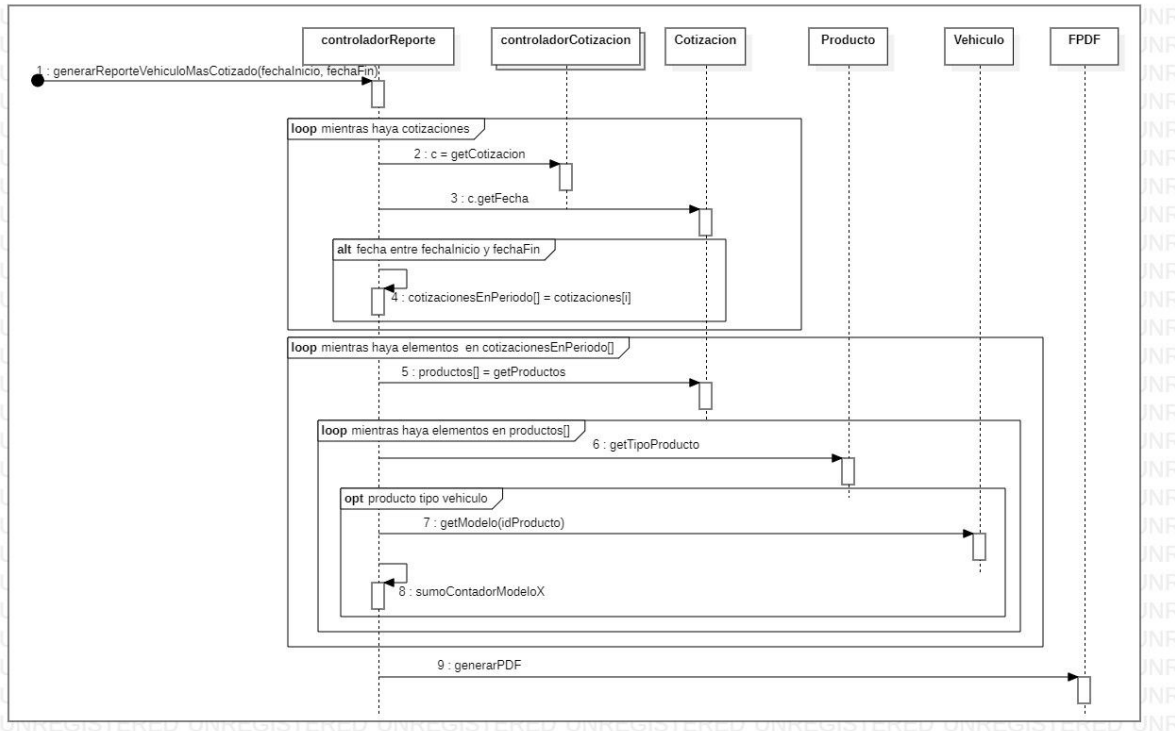 controladorReporte
controladorCotizacion
Cotizacion
Producto
Vehiculo
FPDF
1 : generarReporteVehiculoMasCotizado(fechaInicio, fechaFin)
loop mientras haya cotizaciones
2 : c = getCotizacion
3 : c.getFecha
alt fecha entre fechaInicio y fechaFin
4 : cotizacionesEnPeriodo[] = cotizaciones[i]
loop mientras haya elementos en cotizacionesEnPeriodo[]
5 : productos[] = getProductos
loop mientras haya elementos en productos[]
6 : getTipoProducto
opt producto tipo vehiculo
7 : getModelo(idProducto)
8 : sumoContadorModeloX
9 : generarPDF
UNREGISTERED UNREGISTERED UNREGISTERED UNREGISTERED UNREGISTERED UNREGISTERED